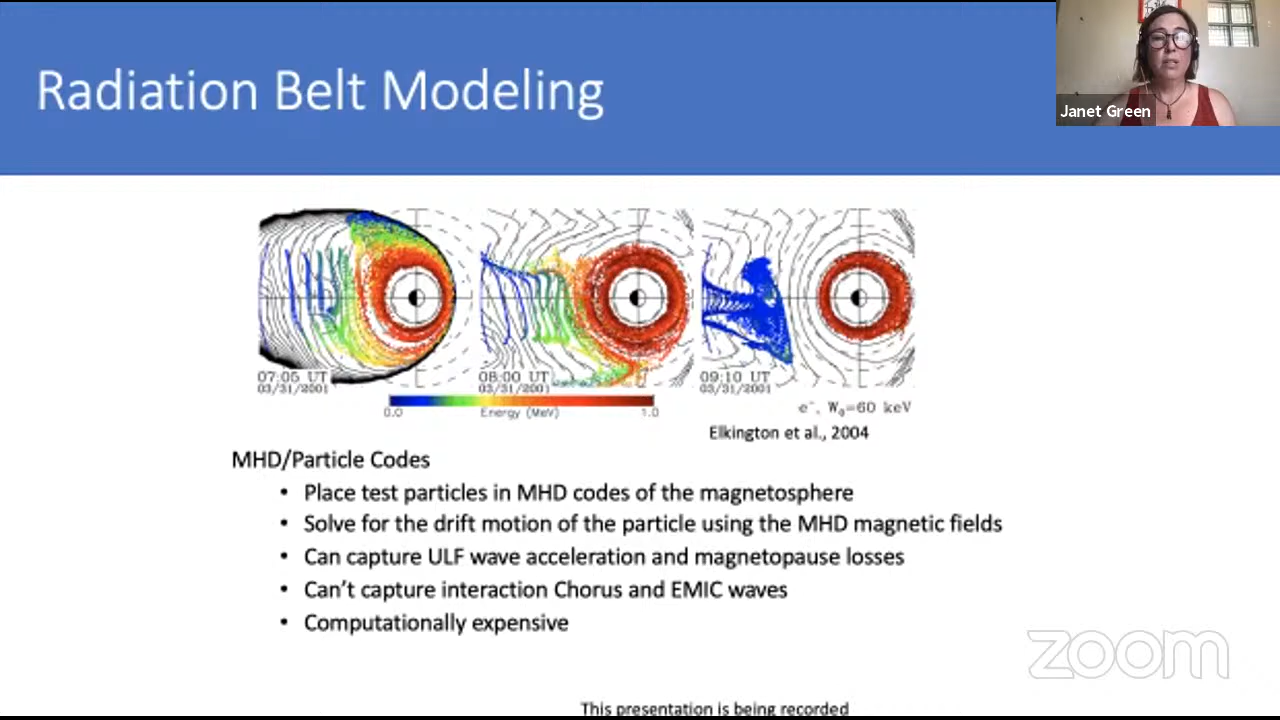 Radiation Belt Modeling
Janet Green
07:05 UT 08:00 UT 09:10 UT
03/31/2001 03/31/2001 03/31/2001
0.0 Energy (MeV) 1.0
e⁻, W₀=60 keV
Elkington et al., 2004
MHD/Particle Codes
• Place test particles in MHD codes of the magnetosphere
• Solve for the drift motion of the particle using the MHD magnetic fields
• Can capture ULF wave acceleration and magnetopause losses
• Can't capture interaction Chorus and EMIC waves
• Computationally expensive
zoom
This presentation is being recorded